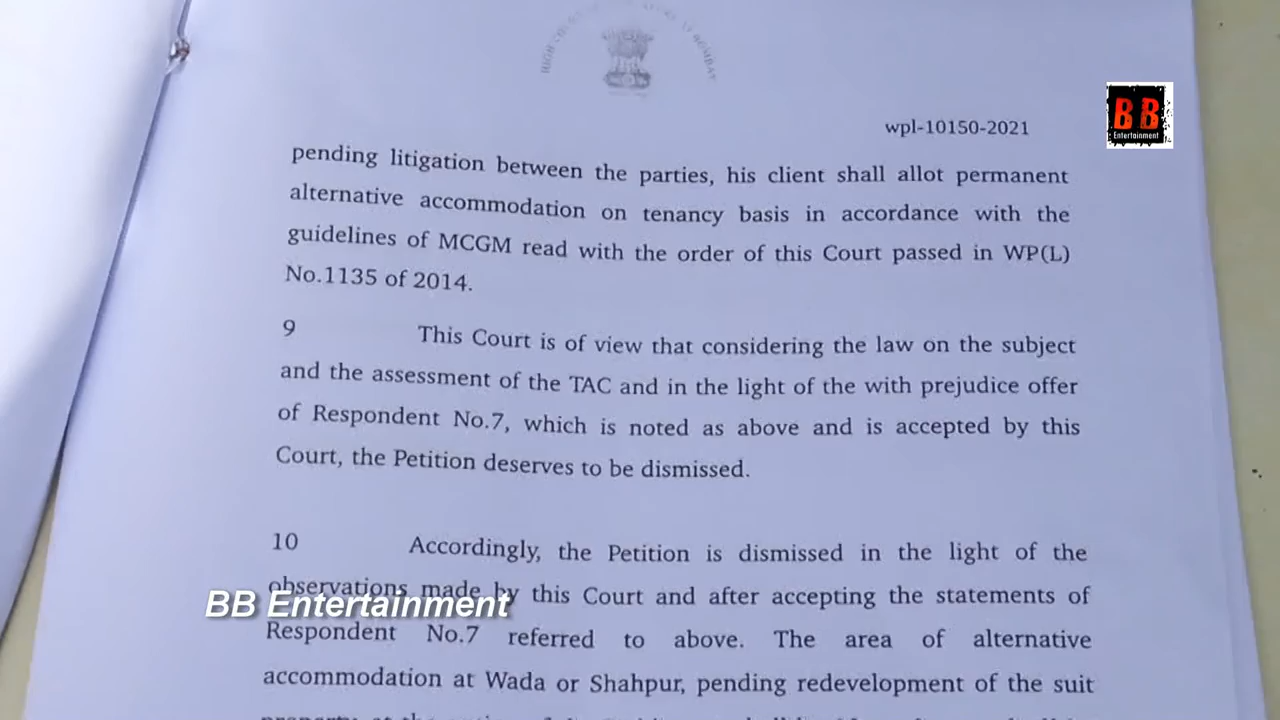 wpl-10150-2021
B B
Entertainment
pending litigation between the parties, his client shall allot permanent
alternative accommodation on tenancy basis in accordance with the
guidelines of MCGM read with the order of this Court passed in WP(L)
No.1135 of 2014.
9 This Court is of view that considering the law on the subject
and the assessment of the TAC and in the light of the with prejudice offer
of Respondent No.7, which is noted as above and is accepted by this
Court, the Petition deserves to be dismissed.
10 Accordingly, the Petition is dismissed in the light of the
observations made by this Court and after accepting the statements of
BB Entertainment
Respondent No.7 referred to above. The area of alternative
accommodation at Wada or Shahpur, pending redevelopment of the suit